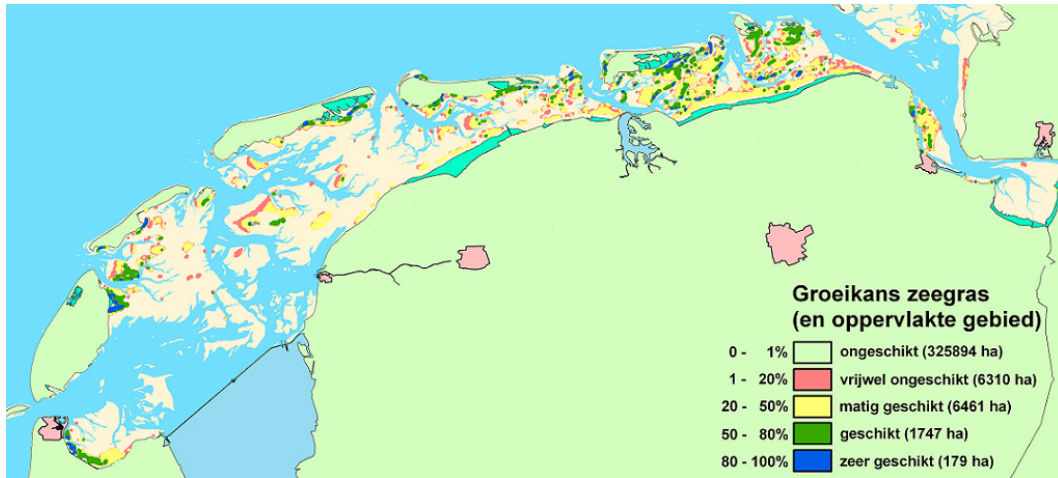 Groeikans zeegras
(en oppervlakte gebied)
0 - 1% ongeschikt (325894 ha)
1 - 20% vrijwel ongeschikt (6310 ha)
20 - 50% matig geschikt (6461 ha)
50 - 80% geschikt (1747 ha)
80 - 100% zeer geschikt (179 ha)